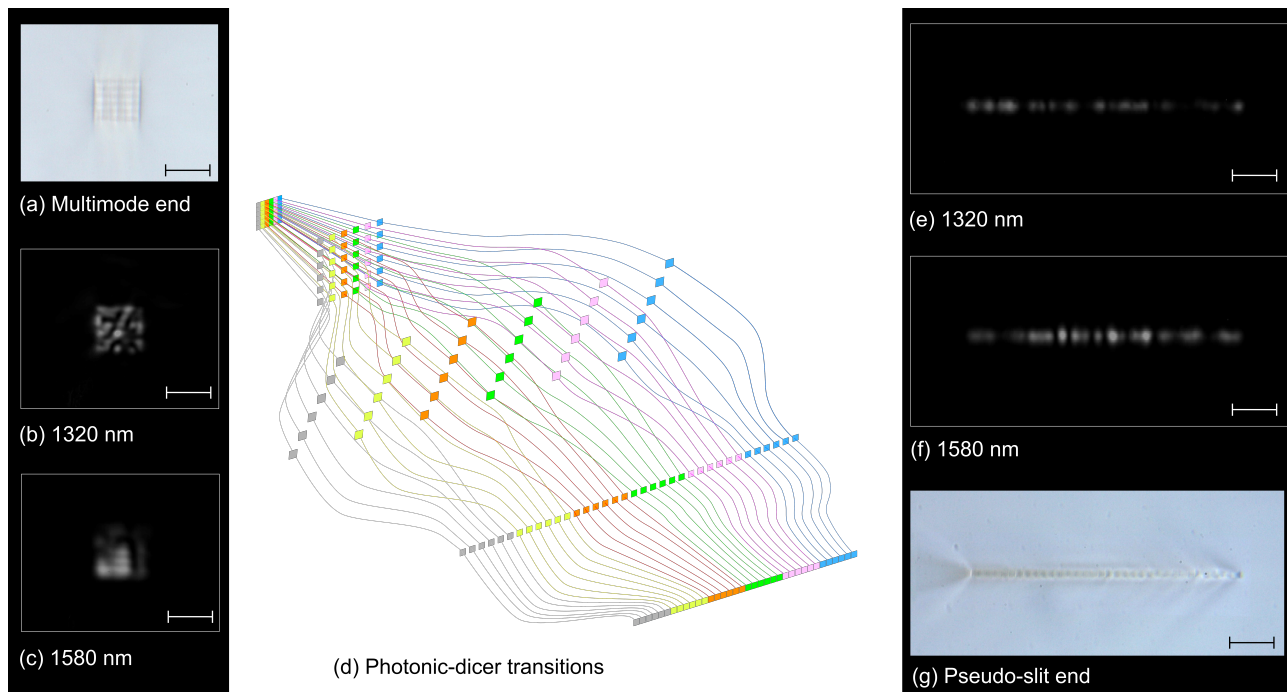 (a) Multimode end
(b) 1320 nm
(c) 1580 nm
(d) Photonic-dicer transitions
(e) 1320 nm
(f) 1580 nm
(g) Pseudo-slit end